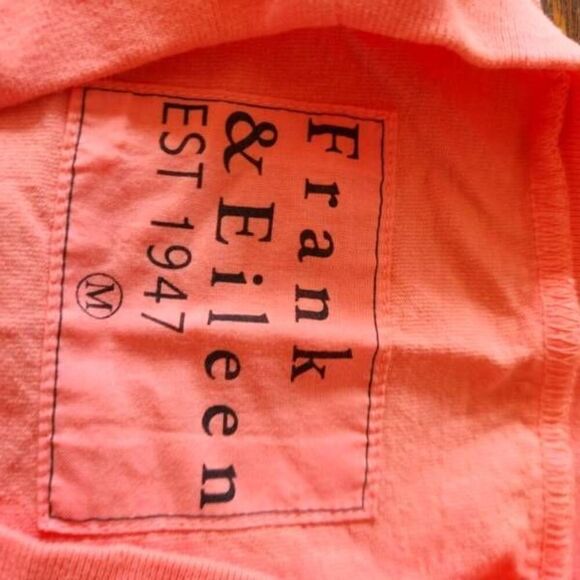 Frank
& Eileen
EST 1947
M